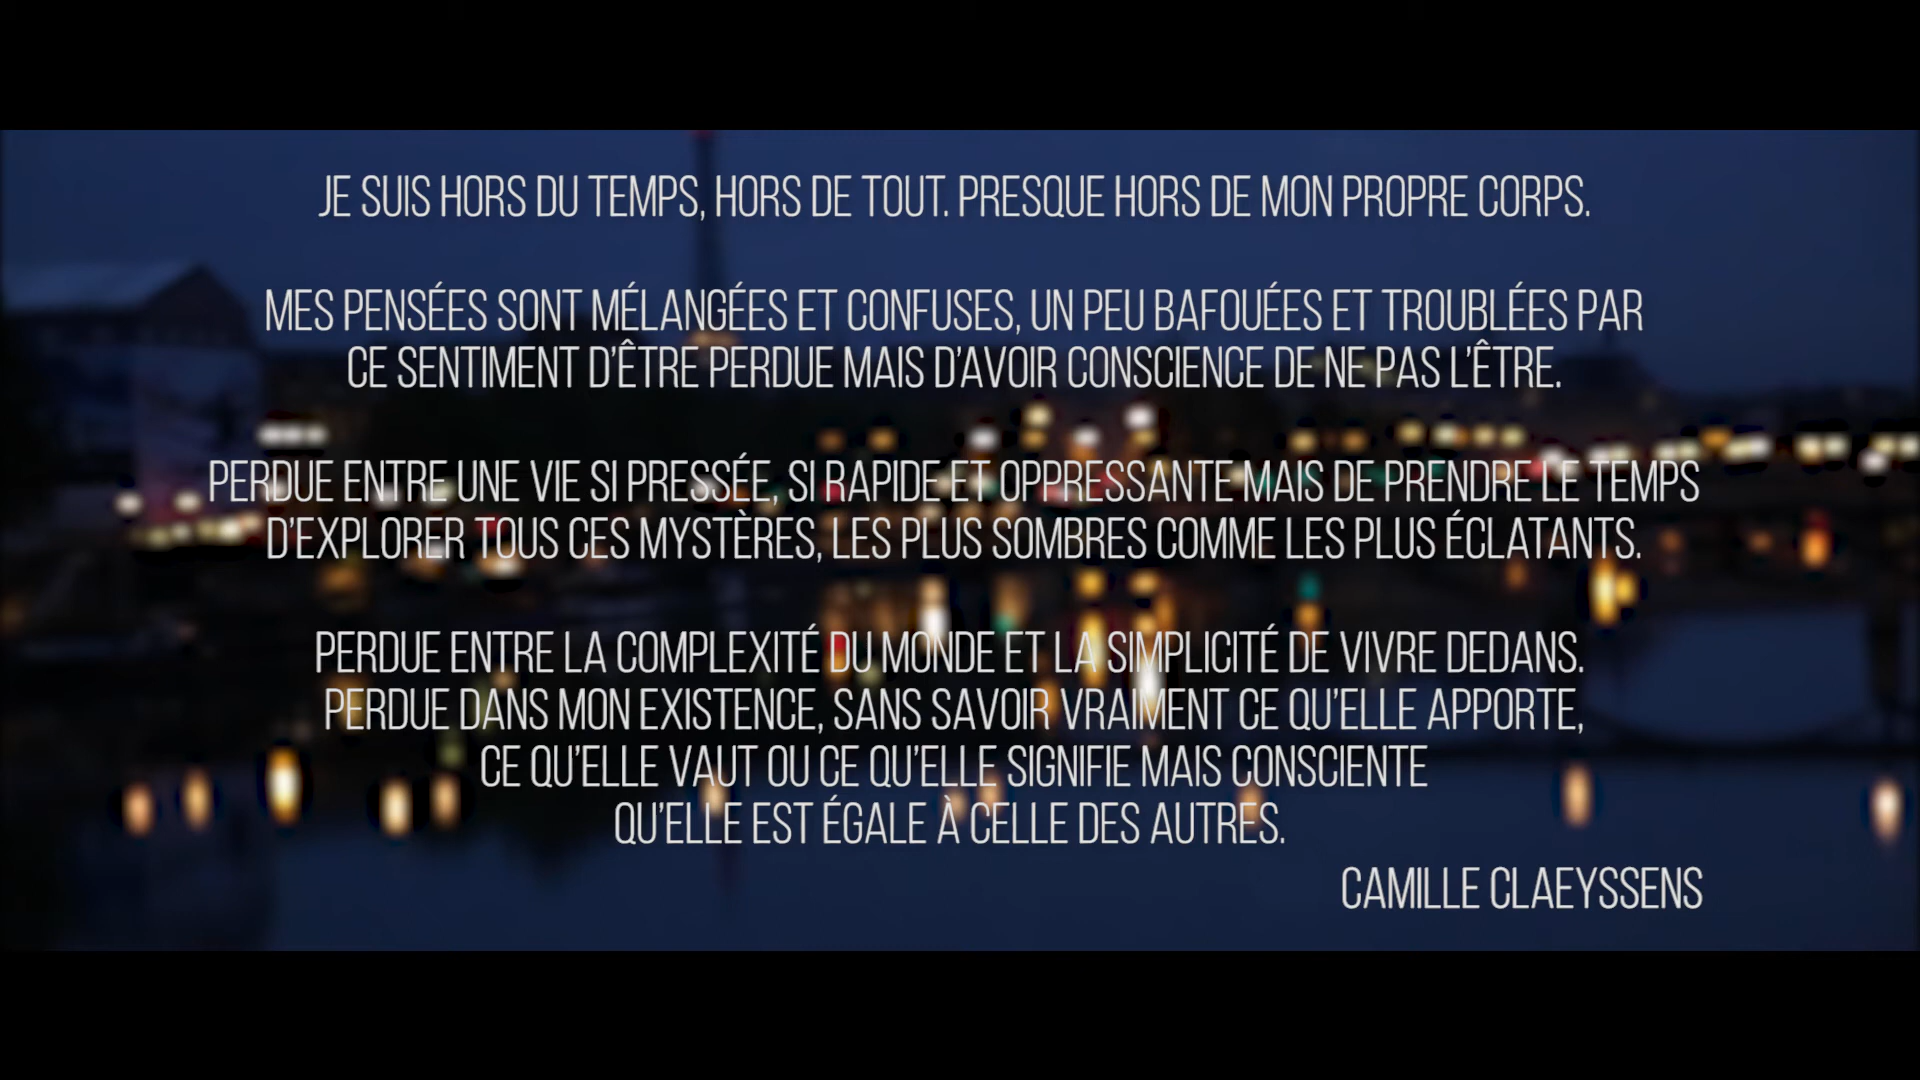 JE SUIS HORS DU TEMPS, HORS DE TOUT. PRESQUE HORS DE MON PROPRE CORPS.
MES PENSÉES SONT MÉLANGÉES ET CONFUSES, UN PEU BAFOUÉES ET TROUBLÉES PAR
CE SENTIMENT D'ÊTRE PERDUE MAIS D'AVOIR CONSCIENCE DE NE PAS L'ÊTRE.
PERDUE ENTRE UNE VIE SI PRESSÉE, SI RAPIDE ET OPPRESSANTE MAIS DE PRENDRE LE TEMPS
D'EXPLORER TOUS CES MYSTÈRES, LES PLUS SOMBRES COMME LES PLUS ÉCLATANTS.
PERDUE ENTRE LA COMPLEXITÉ DU MONDE ET LA SIMPLICITÉ DE VIVRE DEDANS.
PERDUE DANS MON EXISTENCE, SANS SAVOIR VRAIMENT CE QU'ELLE APPORTE,
CE QU'ELLE VAUT OU CE QU'ELLE SIGNIFIE MAIS CONSCIENTE
QU'ELLE EST ÉGALE À CELLE DES AUTRES.
CAMILLE CLAEYSSENS